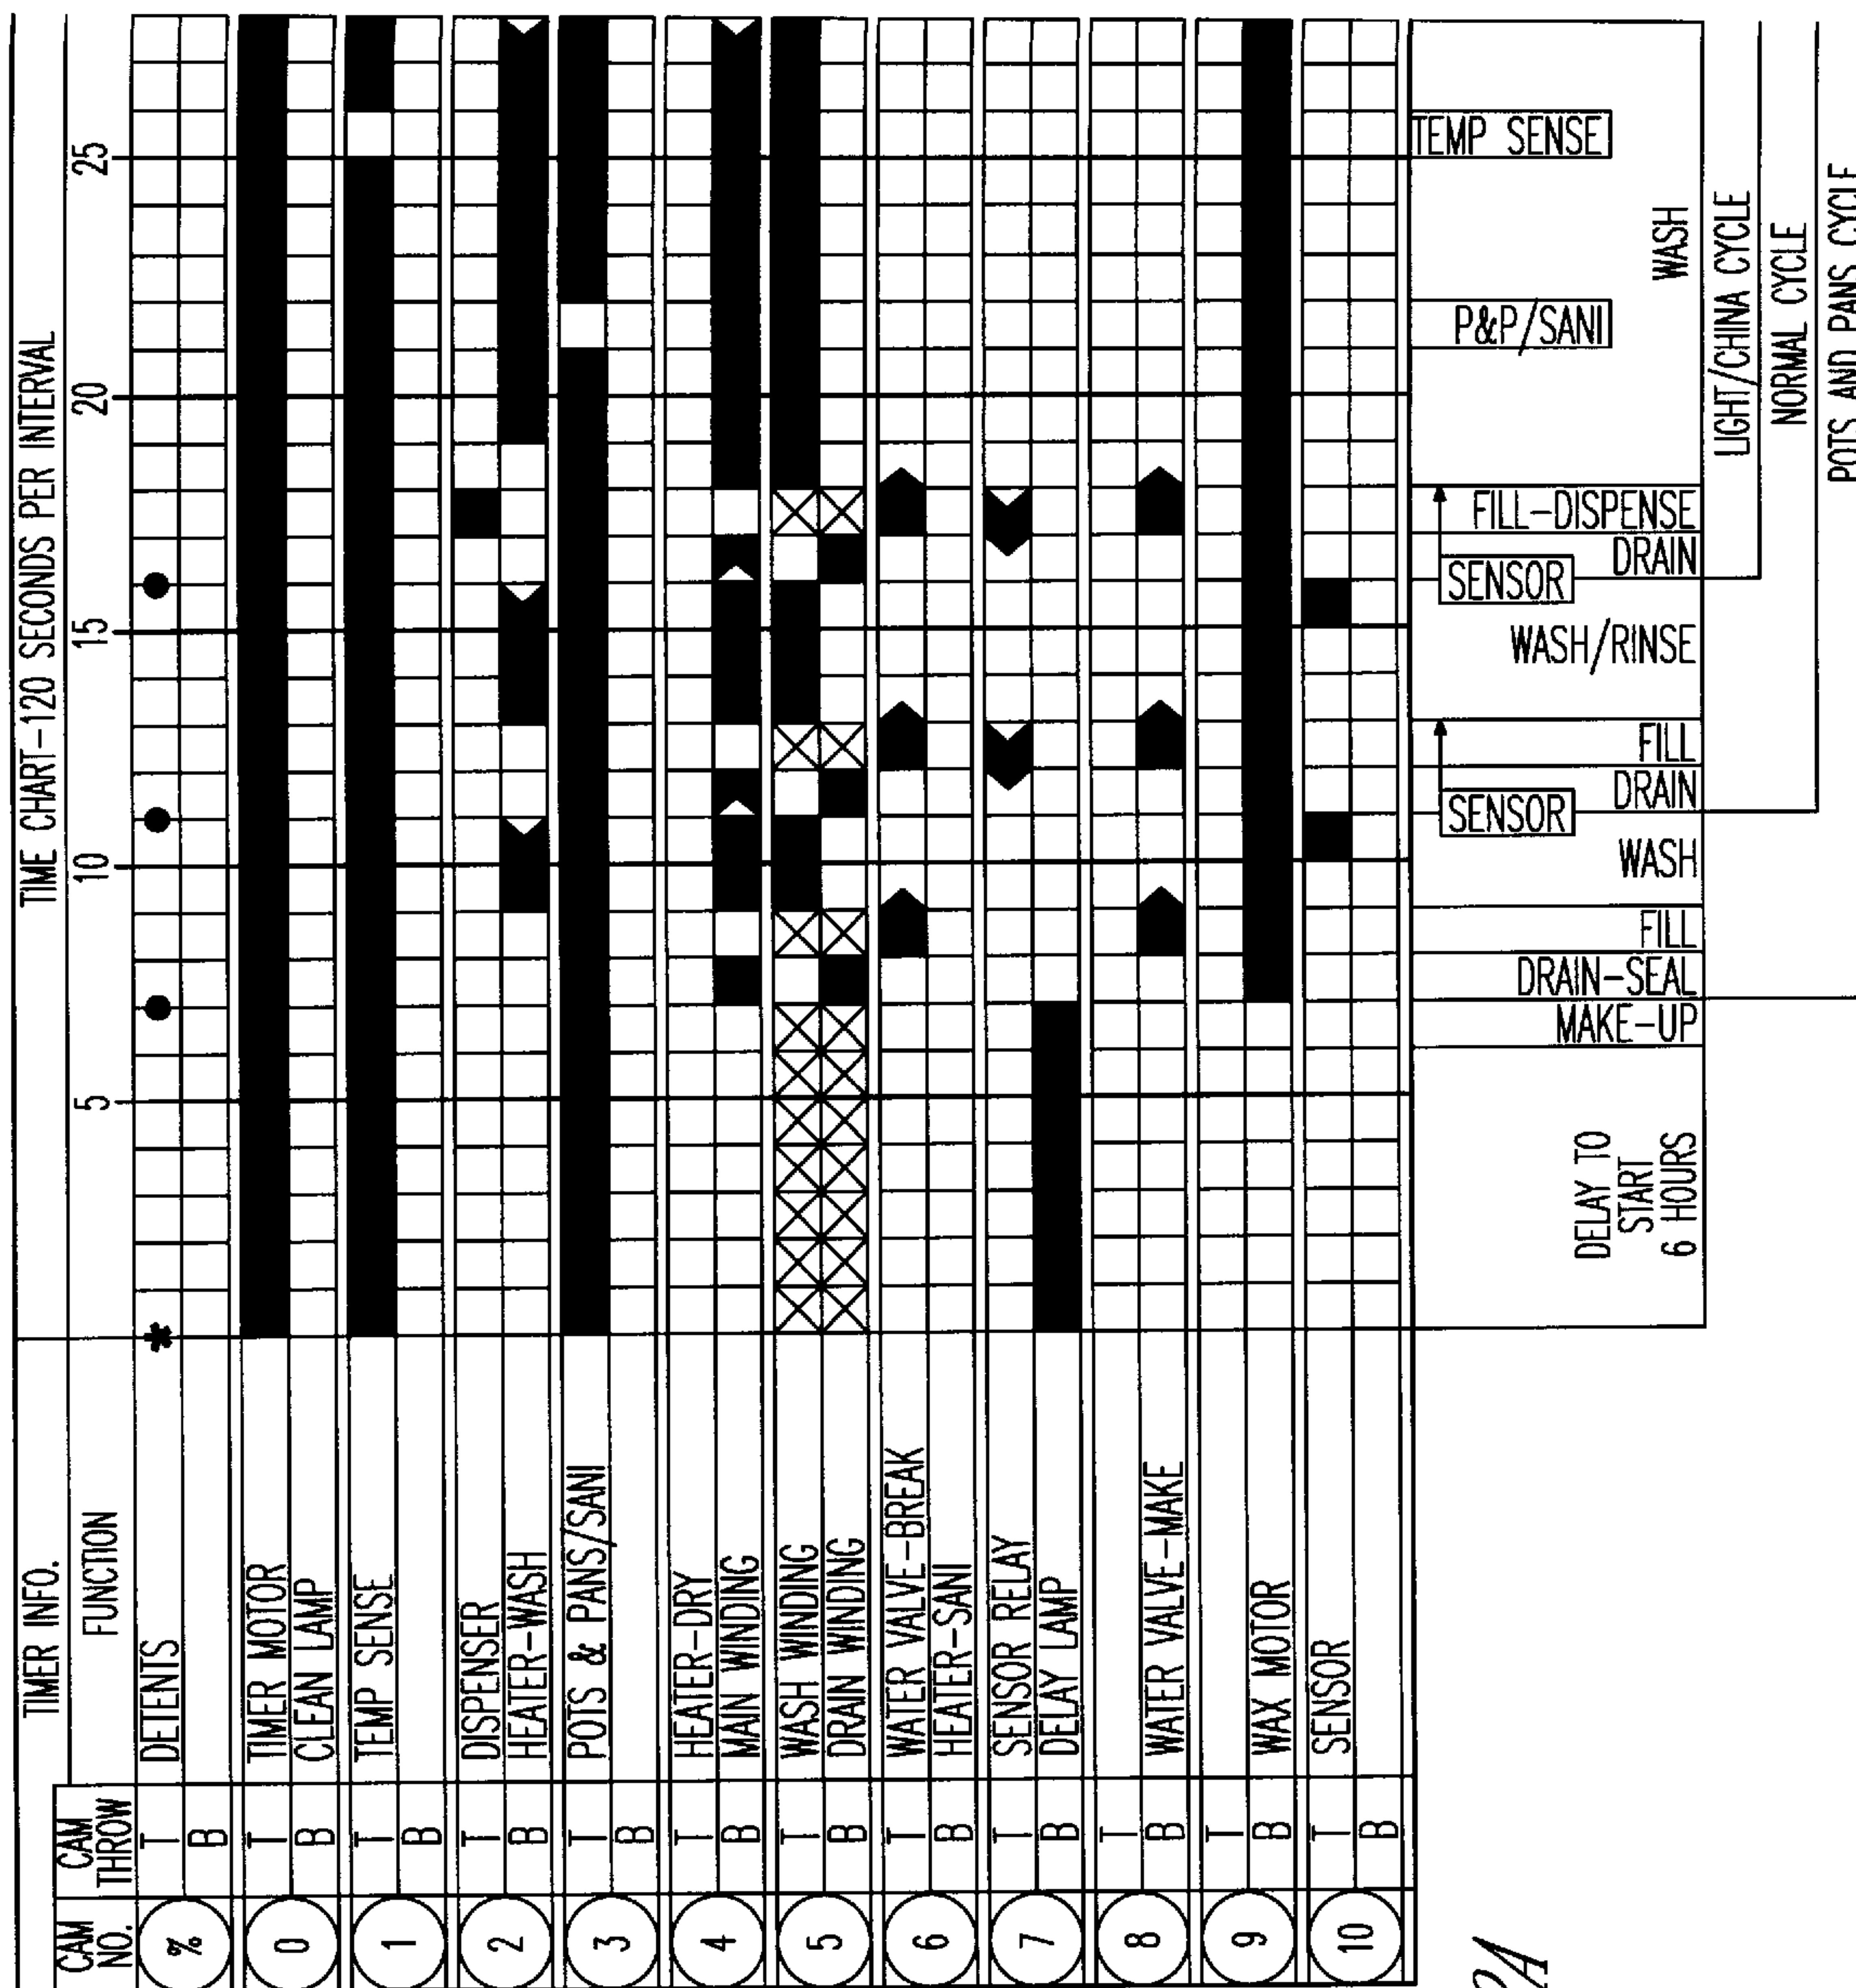 TIMER INFO.
TIME CHART-120 SECONDS PER INTERVAL
CAM NO.
CAM THROW
FUNCTION
5 10 15 20 25
% T DETENTS *
B
0 T TIMER MOTOR
B CLEAN LAMP
1 T TEMP SENSE
B
2 T DISPENSER
B HEATER-WASH
3 T POTS & PANS/SANI
B
4 T HEATER-DRY
B MAIN WINDING
5 T WASH WINDING
B DRAIN WINDING
6 T WATER VALVE-BREAK
B HEATER-SANI
7 T SENSOR RELAY
B DELAY LAMP
8 T
B WATER VALVE-MAKE
9 T
B WAX MOTOR
10 T SENSOR
B
DELAY TO
START
6 HOURS
MAKE-UP
DRAIN-SEAL
FILL
WASH
SENSOR
DRAIN
FILL
WASH/RINSE
SENSOR
DRAIN
FILL-DISPENSE
P&P/SANI
TEMP SENSE
WASH
LIGHT/CHINA CYCLE
NORMAL CYCLE
POTS AND PANS CYCLE